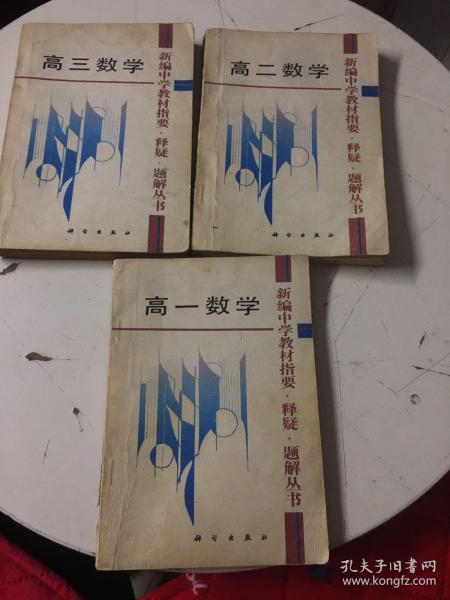 高三数学
新编中学教材指要·释疑·题解丛书
科学出版社
高二数学
新编中学教材指要·释疑·题解丛书
科学出版社
高一数学
新编中学教材指要·释疑·题解丛书
科学出版社
孔夫子旧书网
www.kongfz.com